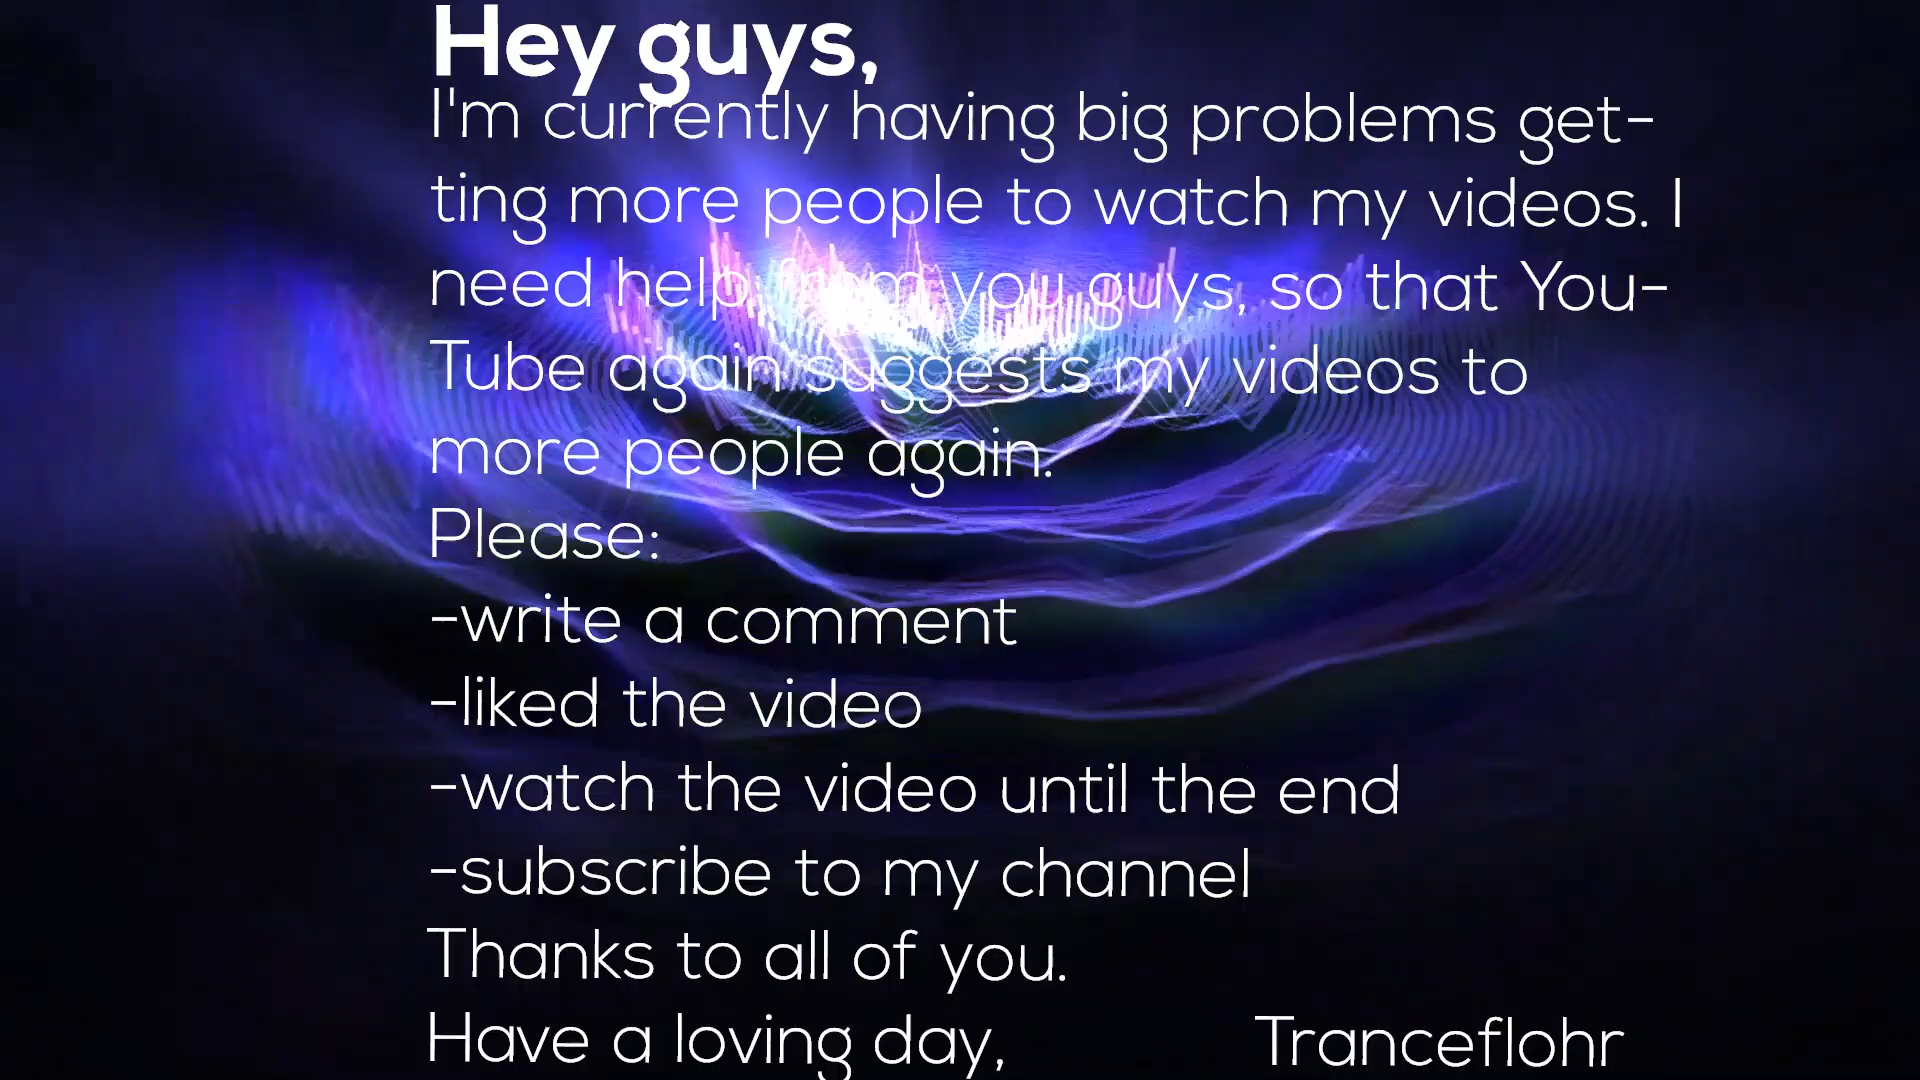 Hey guys,
I'm currently having big problems get-
ting more people to watch my videos. I
need help from you guys, so that You-
Tube again suggests my videos to
more people again.
Please:
-write a comment
-liked the video
-watch the video until the end
-subscribe to my channel
Thanks to all of you.
Have a loving day, Tranceflohr